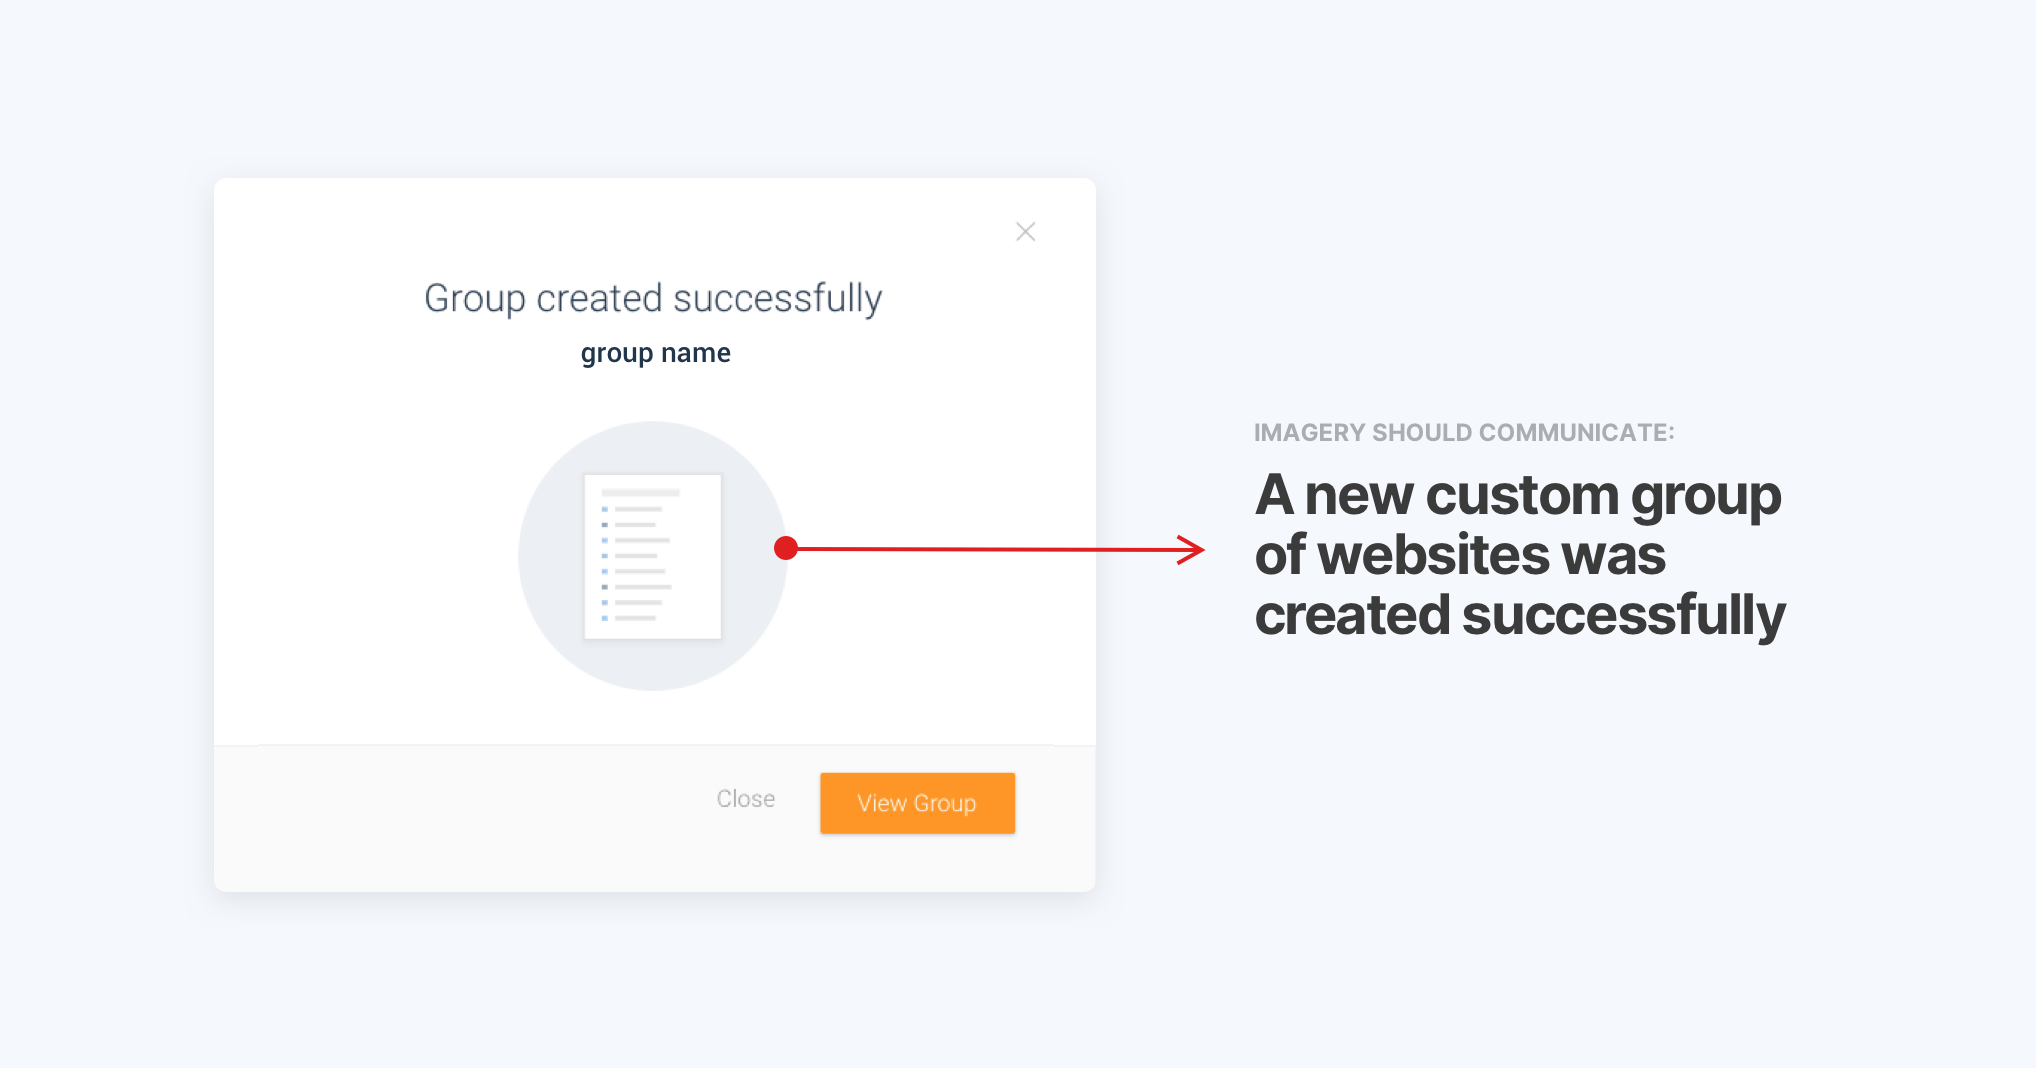 Group created successfully
group name
Close
View Group
IMAGERY SHOULD COMMUNICATE:
A new custom group
of websites was
created successfully